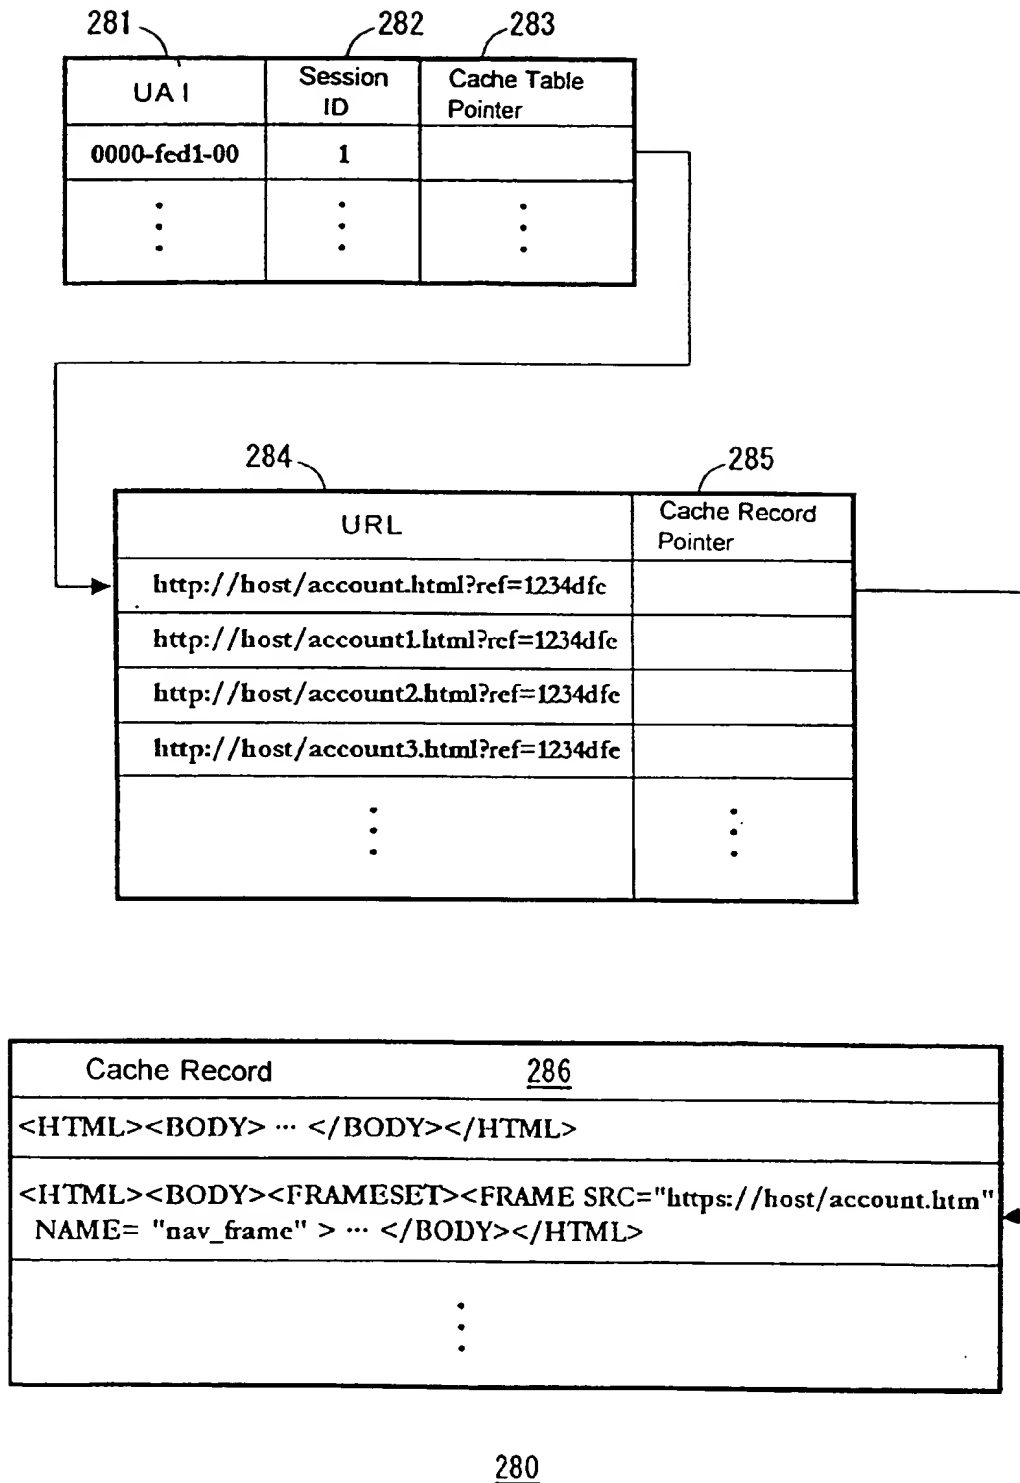 281 282 283
UAI Session ID Cache Table Pointer
0000-fed1-00 1
284 285
URL Cache Record Pointer
http://host/account.html?ref=1234dfe
http://host/account1.html?ref=1234dfe
http://host/account2.html?ref=1234dfe
http://host/account3.html?ref=1234dfe
Cache Record 286
<HTML><BODY> ... </BODY></HTML>
<HTML><BODY><FRAMESET><FRAME SRC="https://host/account.htm"
NAME= "nav_frame" > ... </BODY></HTML>
280